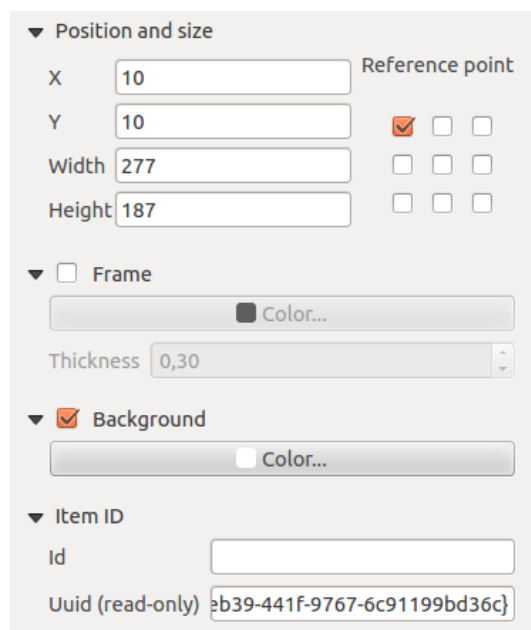 Position and size
Reference point
X 10
Y 10
Width 277
Height 187
Frame
Color...
Thickness 0,30
Background
Color...
Item ID
Id
Uuid (read-only) eb39-441f-9767-6c91199bd36c}